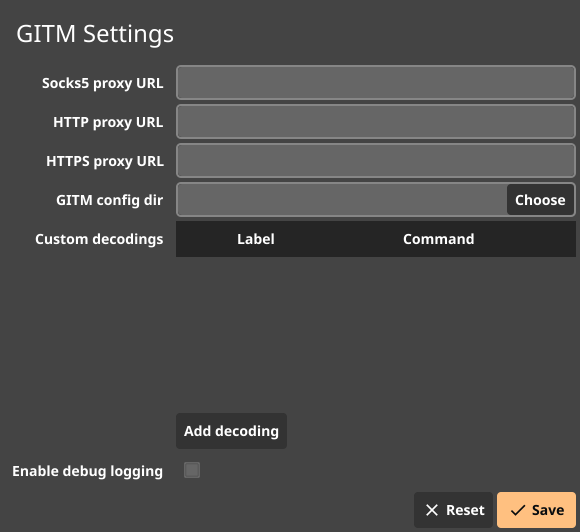 GITM Settings
Socks5 proxy URL
HTTP proxy URL
HTTPS proxy URL
GITM config dir Choose
Custom decodings Label Command
Add decoding
Enable debug logging
Reset Save